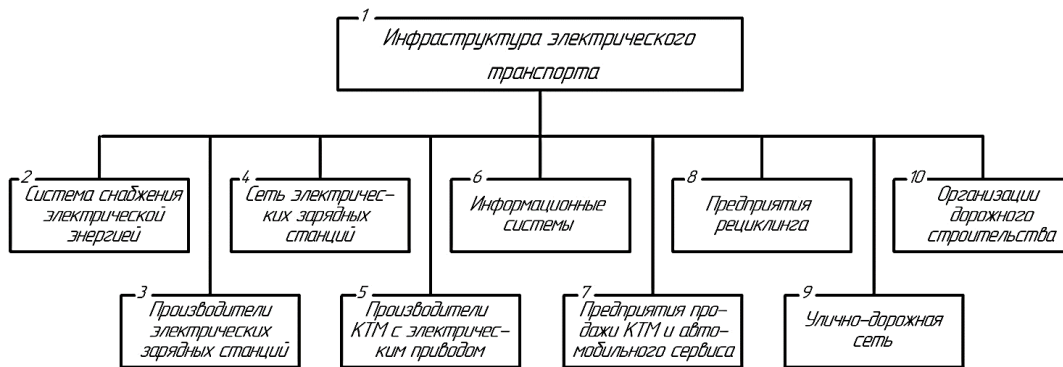 1
Инфраструктура электрического
транспорта
2
Система снабжения
электрической
энергией
4
Сеть электричес-
ких зарядных
станций
6
Информационные
системы
8
Предприятия
рециклинга
10
Организации
дорожного
строительства
3
Производители
электрических
зарядных станций
5
Производители
КТМ с электричес-
ким приводом
7
Предприятия про-
дажи КТМ и авто-
мобильного сервиса
9
Улично-дорожная
сеть